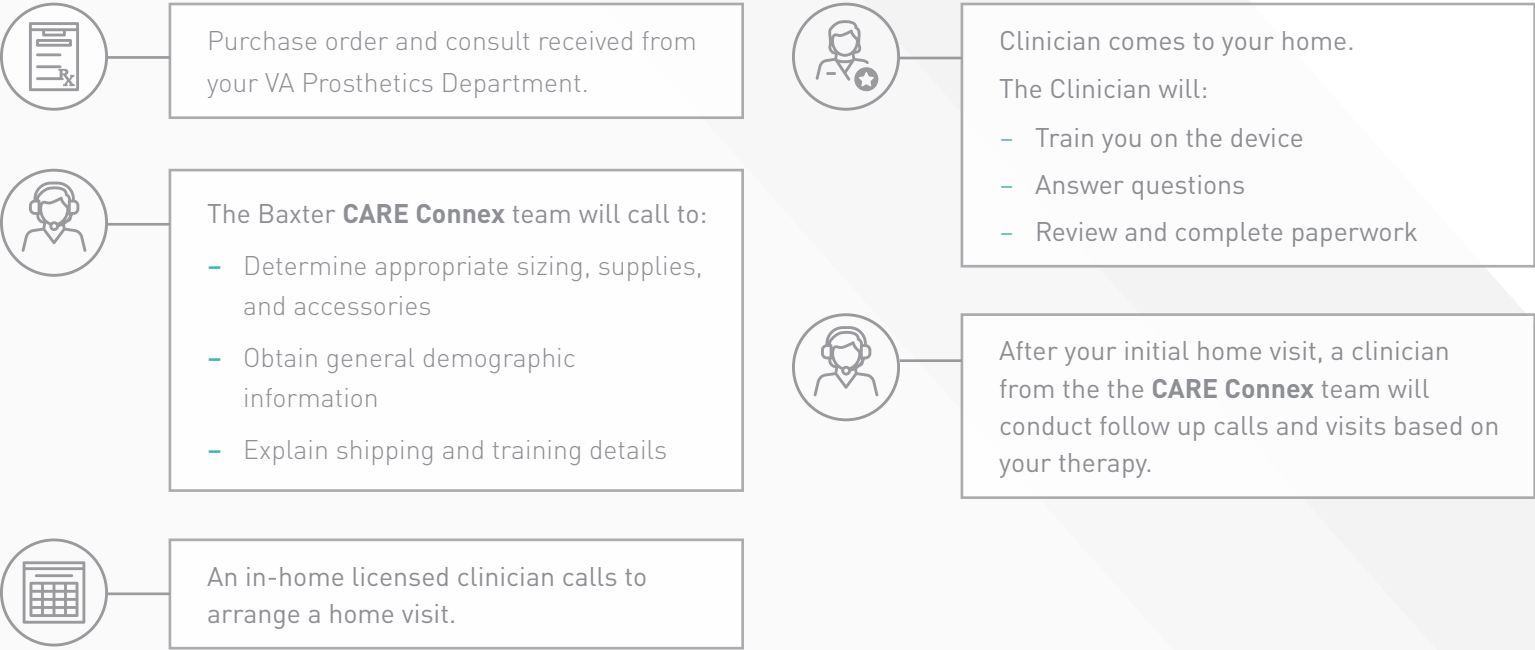 Rx
Purchase order and consult received from
your VA Prosthetics Department.
The Baxter CARE Connex team will call to:
– Determine appropriate sizing, supplies,
and accessories
– Obtain general demographic
information
– Explain shipping and training details
An in-home licensed clinician calls to
arrange a home visit.
Clinician comes to your home.
The Clinician will:
– Train you on the device
– Answer questions
– Review and complete paperwork
After your initial home visit, a clinician
from the the CARE Connex team will
conduct follow up calls and visits based on
your therapy.